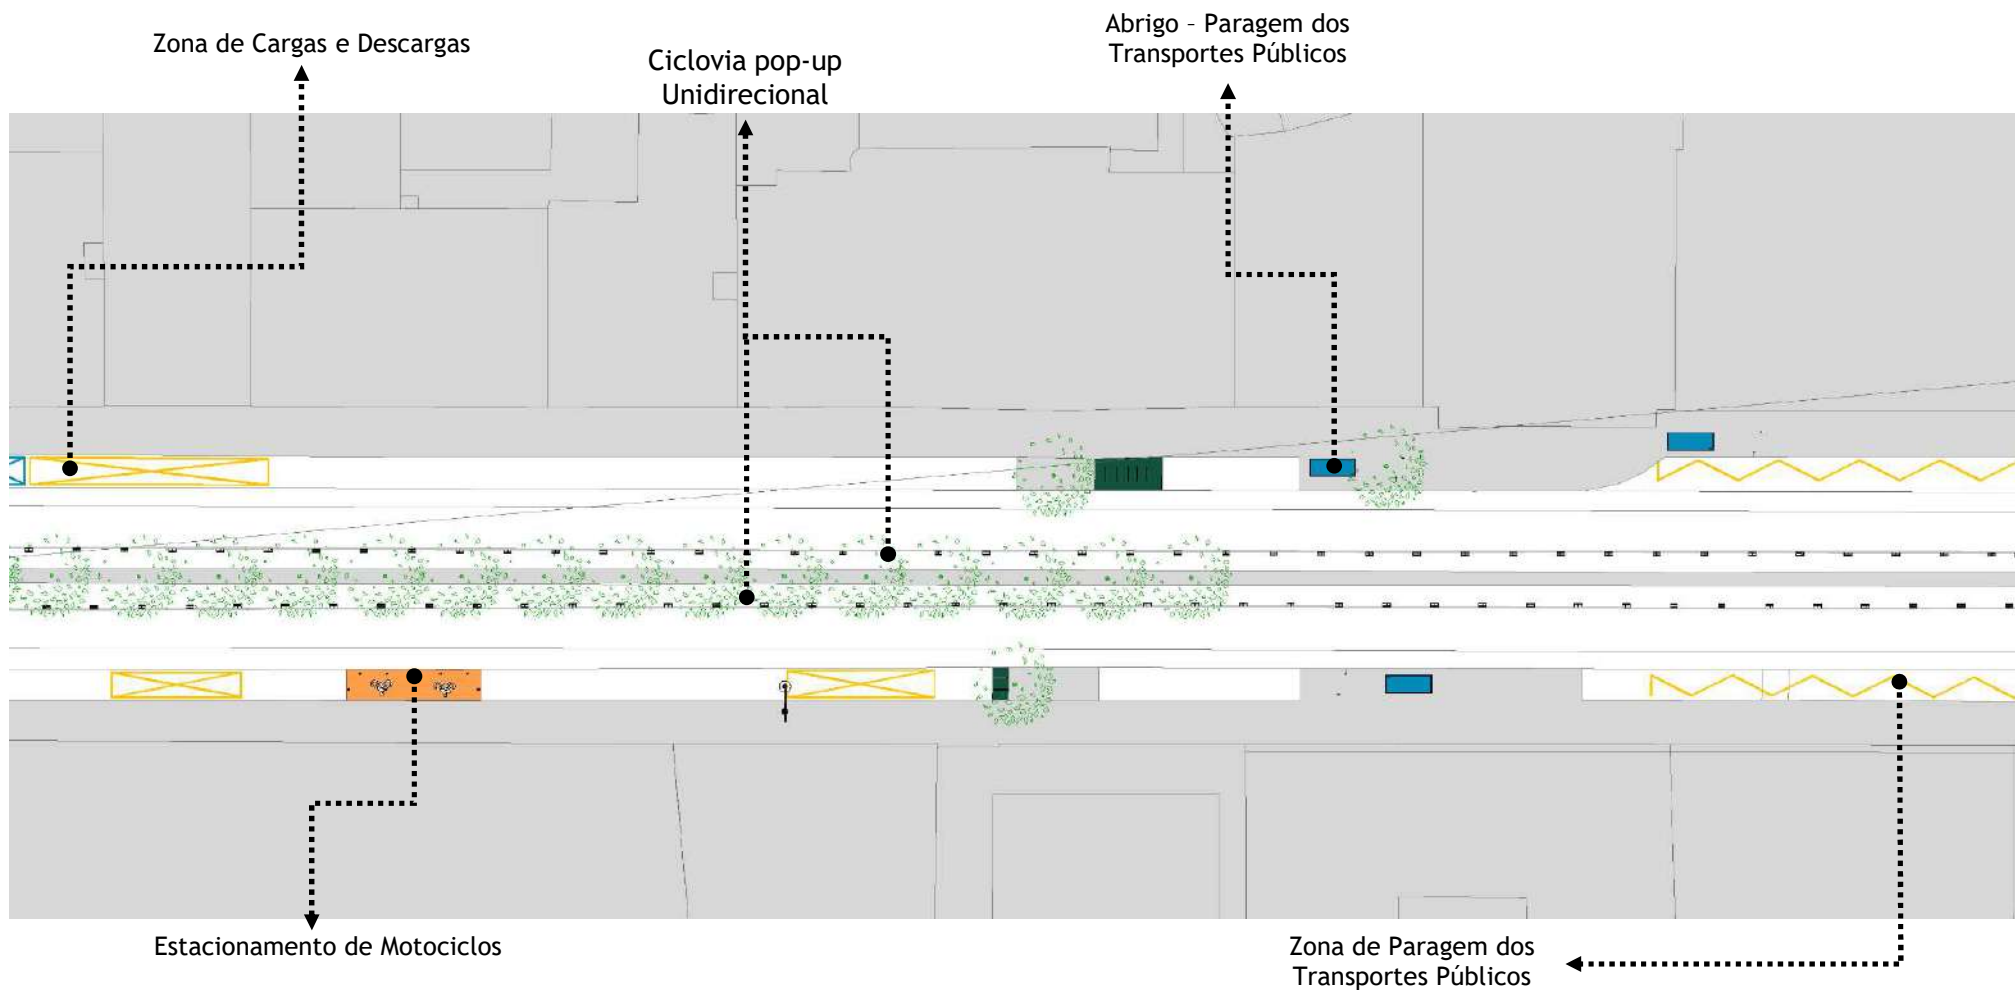 Zona de Cargas e Descargas
Ciclovia pop-up
Unidirecional
Abrigo – Paragem dos
Transportes Públicos
Estacionamento de Motociclos
Zona de Paragem dos
Transportes Públicos